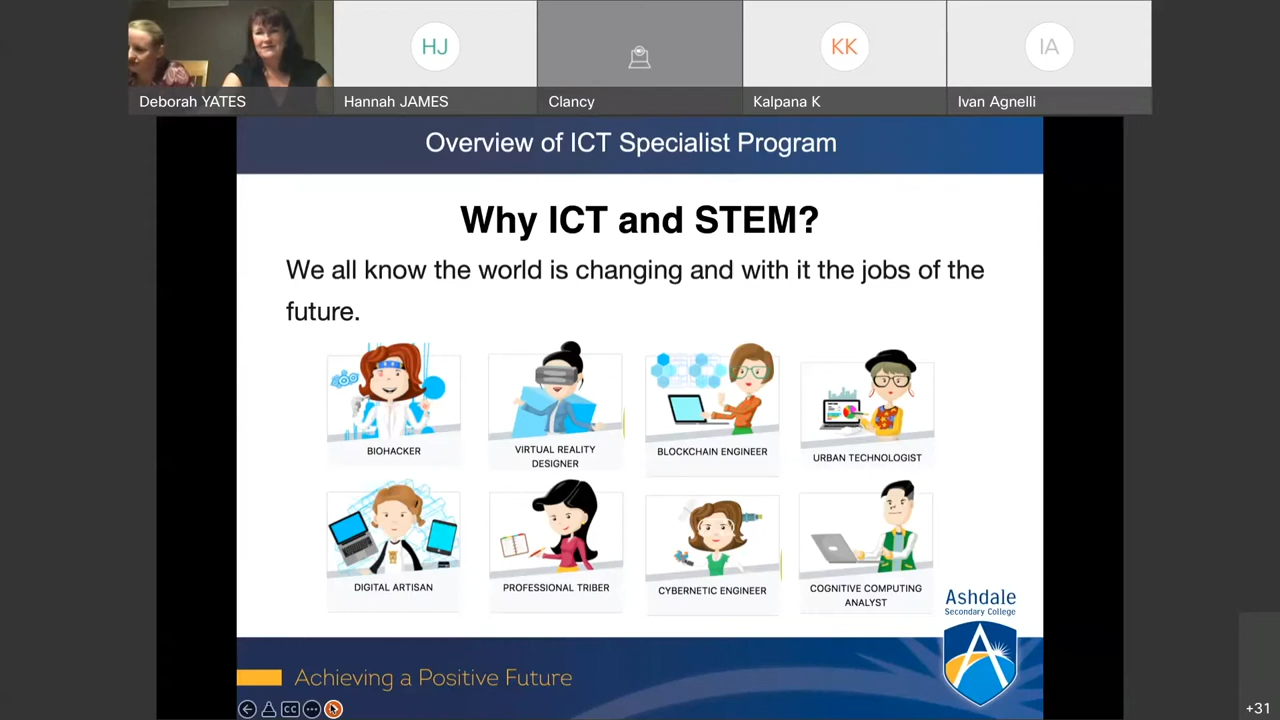 HJ
KK
IA
Deborah YATES
Hannah JAMES
Clancy
Kalpana K
Ivan Agnelli
Overview of ICT Specialist Program
Why ICT and STEM?
We all know the world is changing and with it the jobs of the
future.
BIOHACKER
VIRTUAL REALITY
DESIGNER
BLOCKCHAIN ENGINEER
URBAN TECHNOLOGIST
DIGITAL ARTISAN
PROFESSIONAL TRIBER
CYBERNETIC ENGINEER
COGNITIVE COMPUTING
ANALYST
Ashdale
Secondary College
Achieving a Positive Future
CC
+31